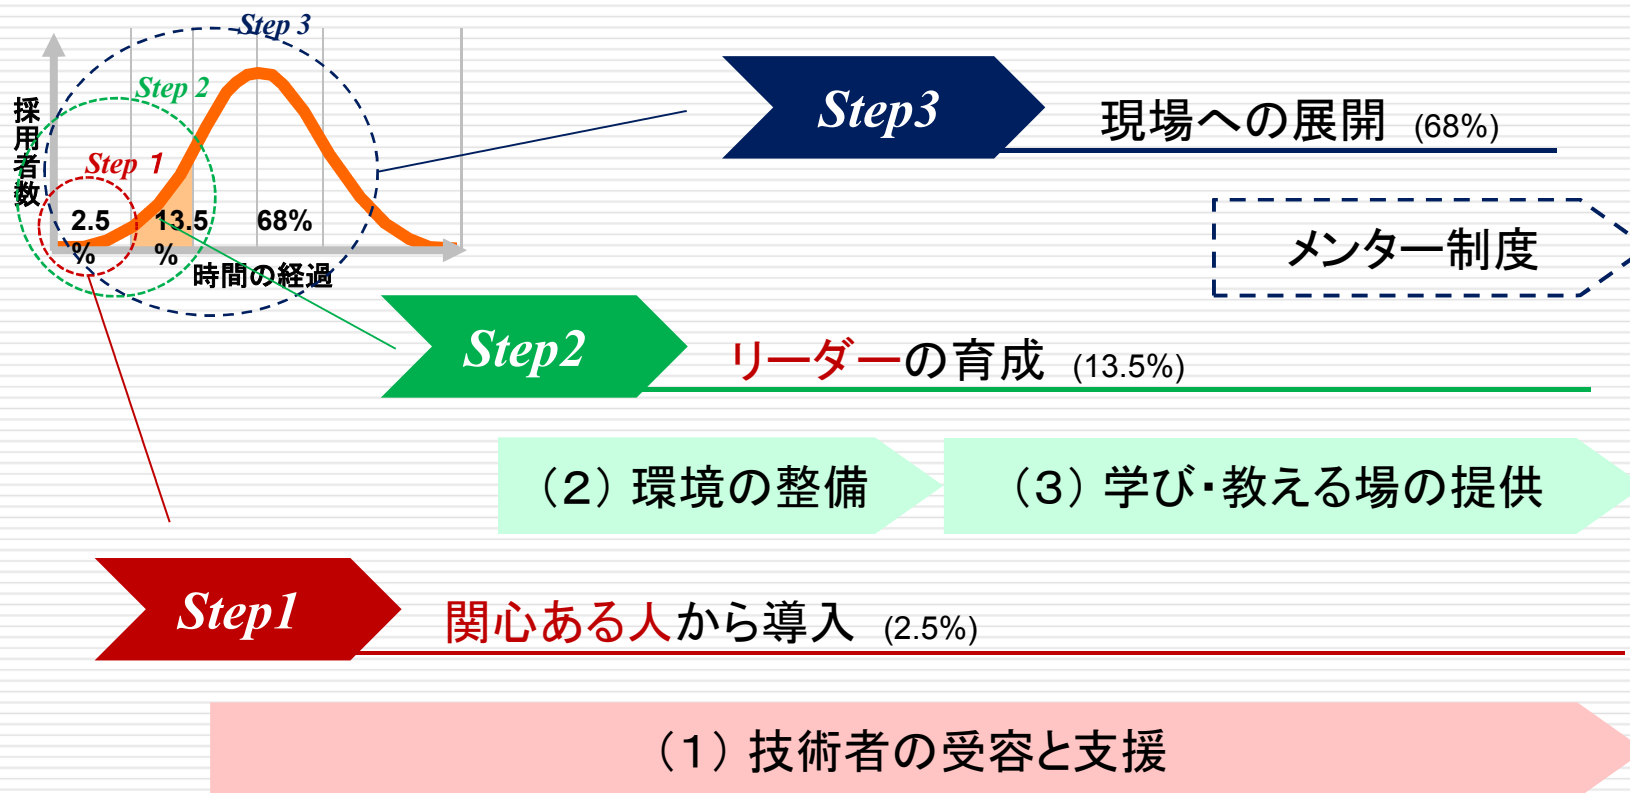 Step 3
Step 2
Step 1
採用者数
2.5
%
13.5
%
68%
時間の経過
Step3
現場への展開 (68%)
メンター制度
Step2
リーダーの育成 (13.5%)
（２）環境の整備
（３）学び・教える場の提供
Step1
関心ある人から導入 (2.5%)
（１）技術者の受容と支援